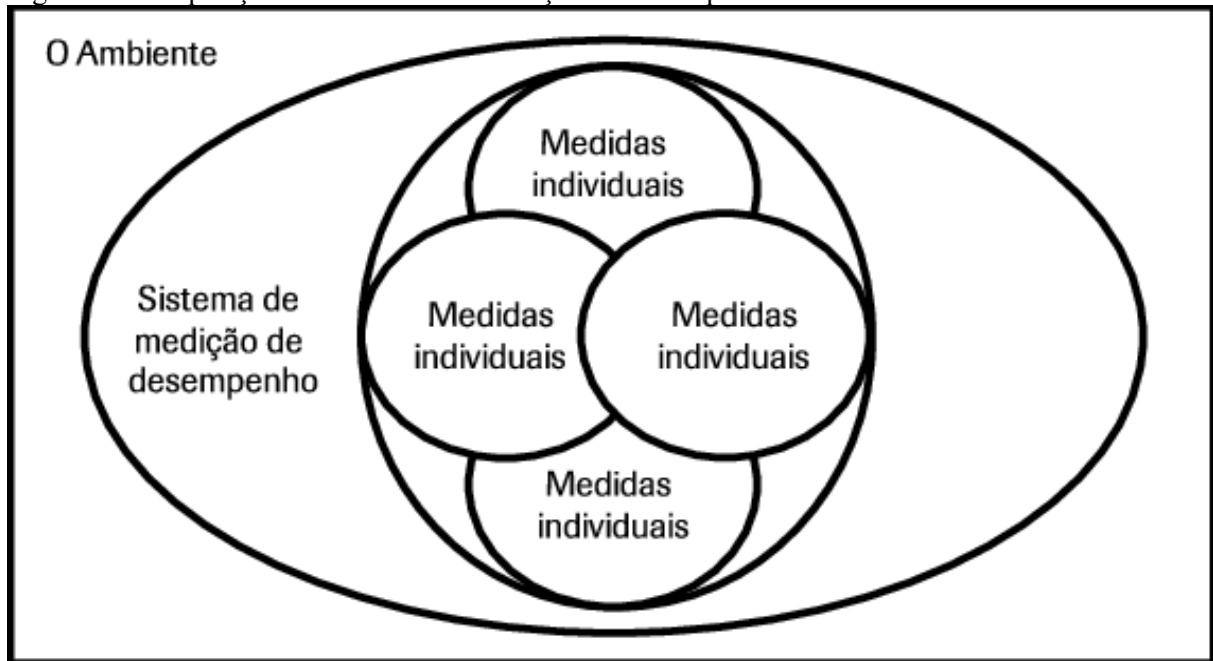 O Ambiente
Medidas
individuais
Sistema de
medição de
desempenho
Medidas
individuais
Medidas
individuais
Medidas
individuais